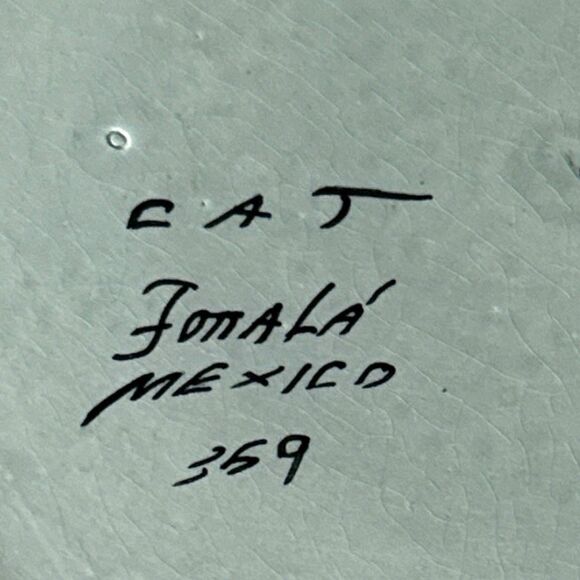 CAT
TONALÁ
MEXICO
359